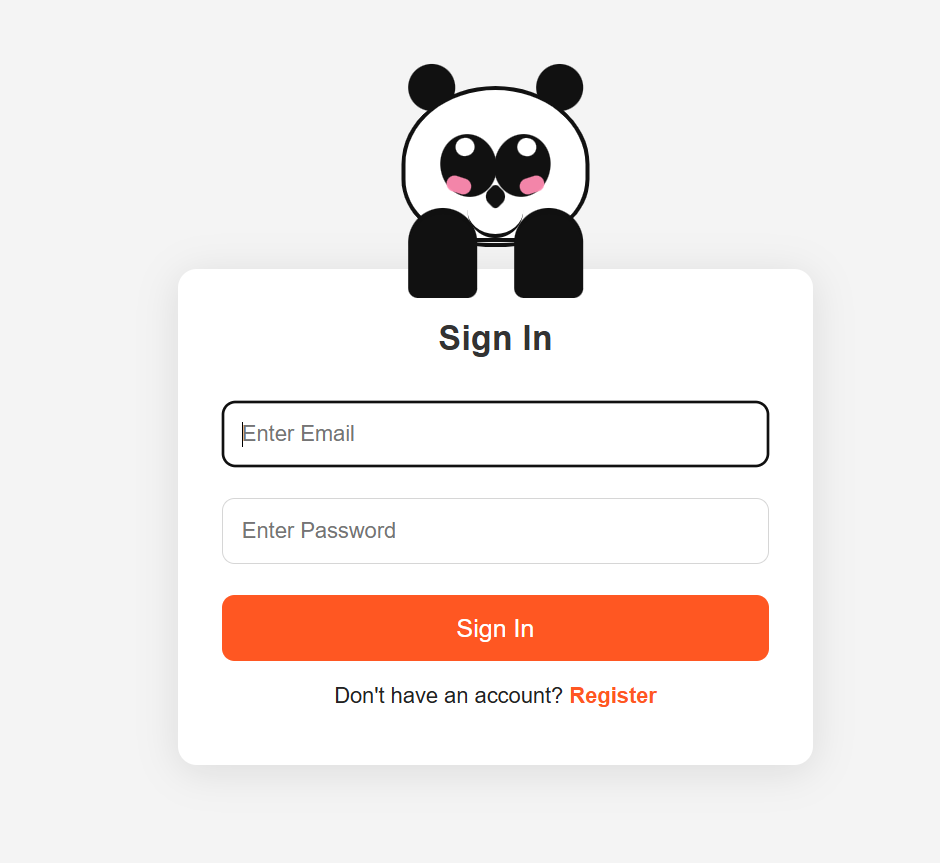 Sign In
Enter Email
Enter Password
Sign In
Don't have an account? Register